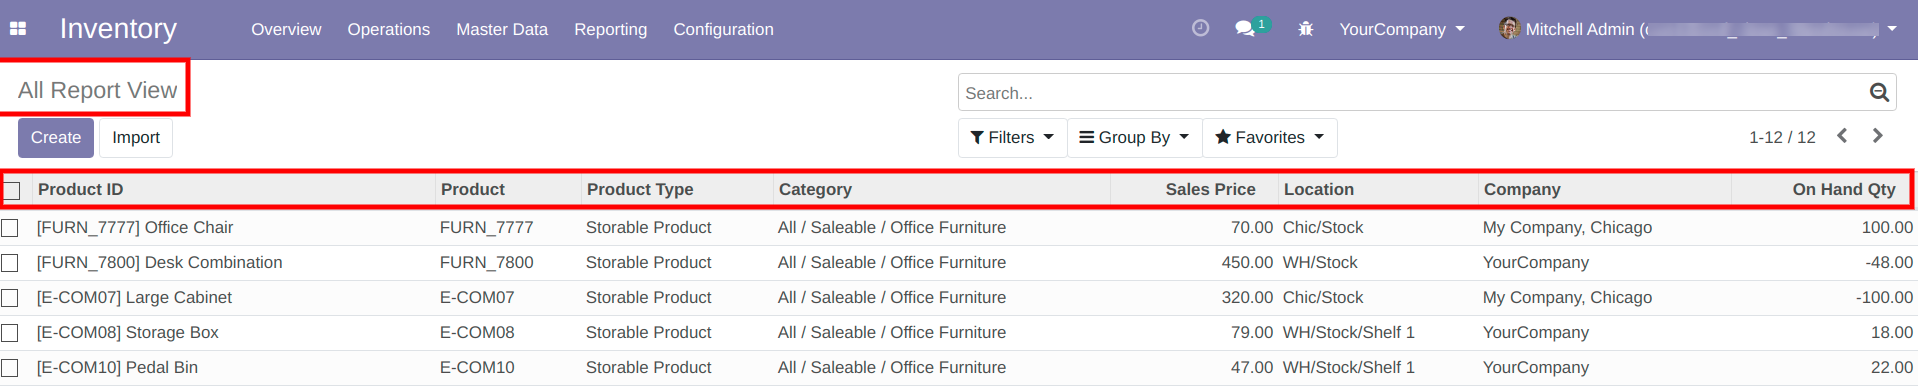 Inventory Overview Operations Master Data Reporting Configuration 1 YourCompany Mitchell Admin (
All Report View
Search...
Create Import Filters Group By Favorites 1-12 / 12
Product ID Product Product Type Category Sales Price Location Company On Hand Qty
[FURN_7777] Office Chair FURN_7777 Storable Product All / Saleable / Office Furniture 70.00 Chic/Stock My Company, Chicago 100.00
[FURN_7800] Desk Combination FURN_7800 Storable Product All / Saleable / Office Furniture 450.00 WH/Stock YourCompany -48.00
[E-COM07] Large Cabinet E-COM07 Storable Product All / Saleable / Office Furniture 320.00 Chic/Stock My Company, Chicago -100.00
[E-COM08] Storage Box E-COM08 Storable Product All / Saleable / Office Furniture 79.00 WH/Stock/Shelf 1 YourCompany 18.00
[E-COM10] Pedal Bin E-COM10 Storable Product All / Saleable / Office Furniture 47.00 WH/Stock/Shelf 1 YourCompany 22.00